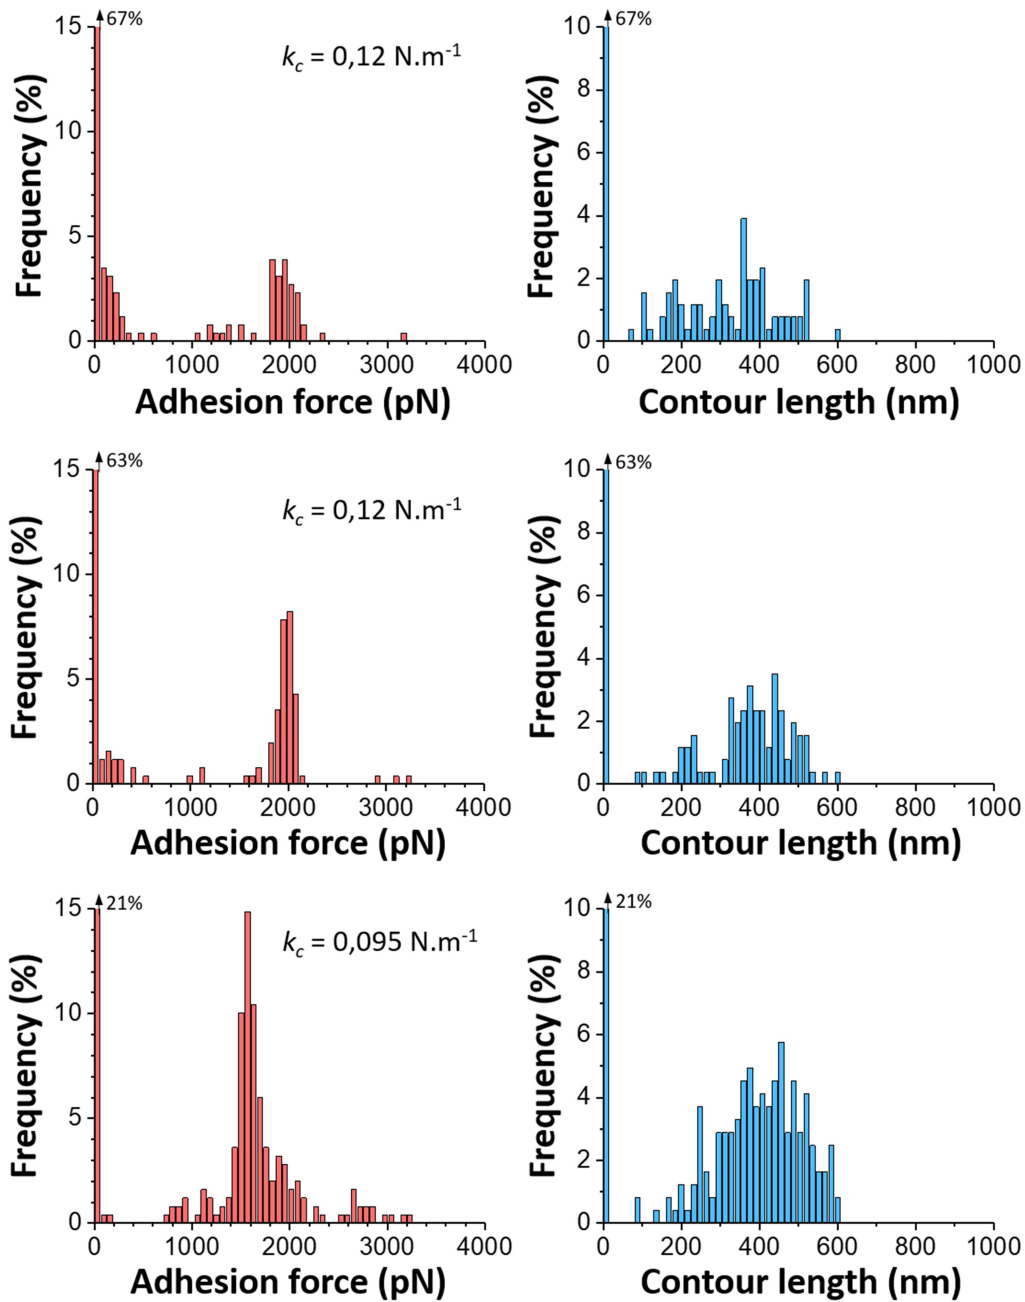 67%
15
10
5
0
Frequency (%)
k_c = 0,12 N.m⁻¹
0 1000 2000 3000 4000
Adhesion force (pN)
67%
10
8
6
4
2
0
Frequency (%)
0 200 400 600 800 1000
Contour length (nm)
63%
15
10
5
0
Frequency (%)
k_c = 0,12 N.m⁻¹
0 1000 2000 3000 4000
Adhesion force (pN)
63%
10
8
6
4
2
0
Frequency (%)
0 200 400 600 800 1000
Contour length (nm)
21%
15
10
5
0
Frequency (%)
k_c = 0,095 N.m⁻¹
0 1000 2000 3000 4000
Adhesion force (pN)
21%
10
8
6
4
2
0
Frequency (%)
0 200 400 600 800 1000
Contour length (nm)